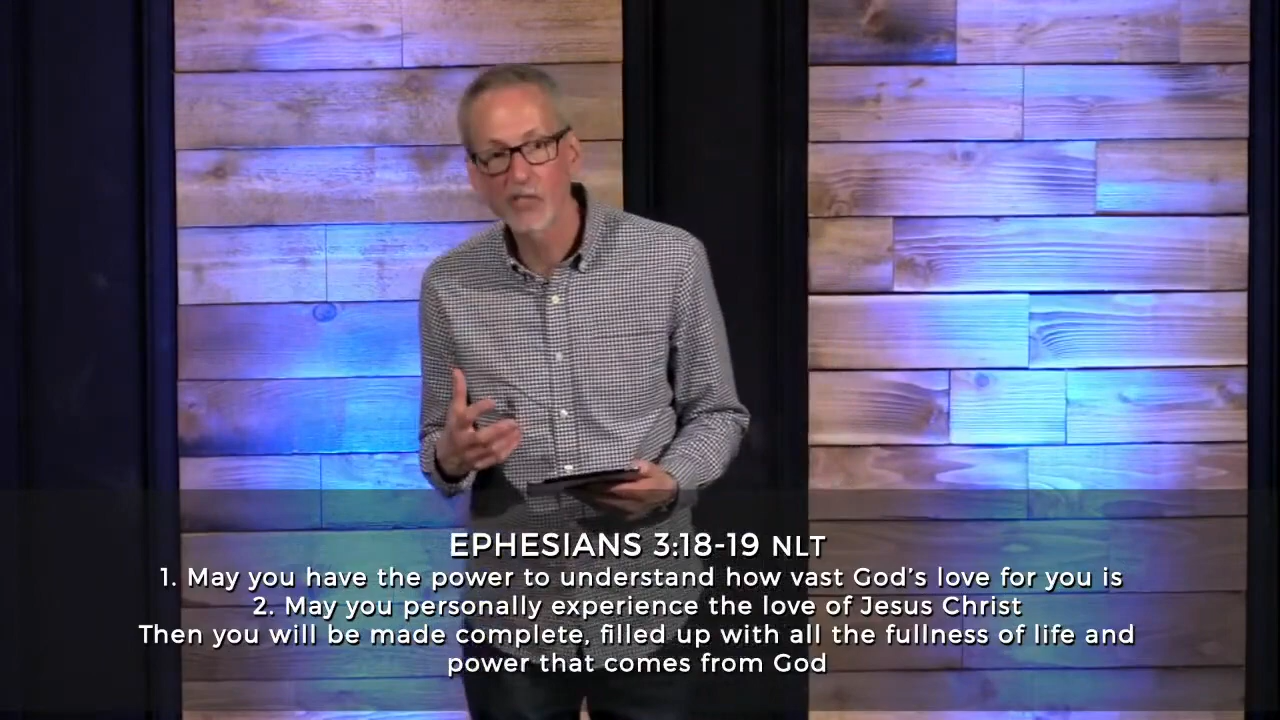 EPHESIANS 3:18-19 NLT
1. May you have the power to understand how vast God's love for you is
2. May you personally experience the love of Jesus Christ
Then you will be made complete, filled up with all the fullness of life and
power that comes from God